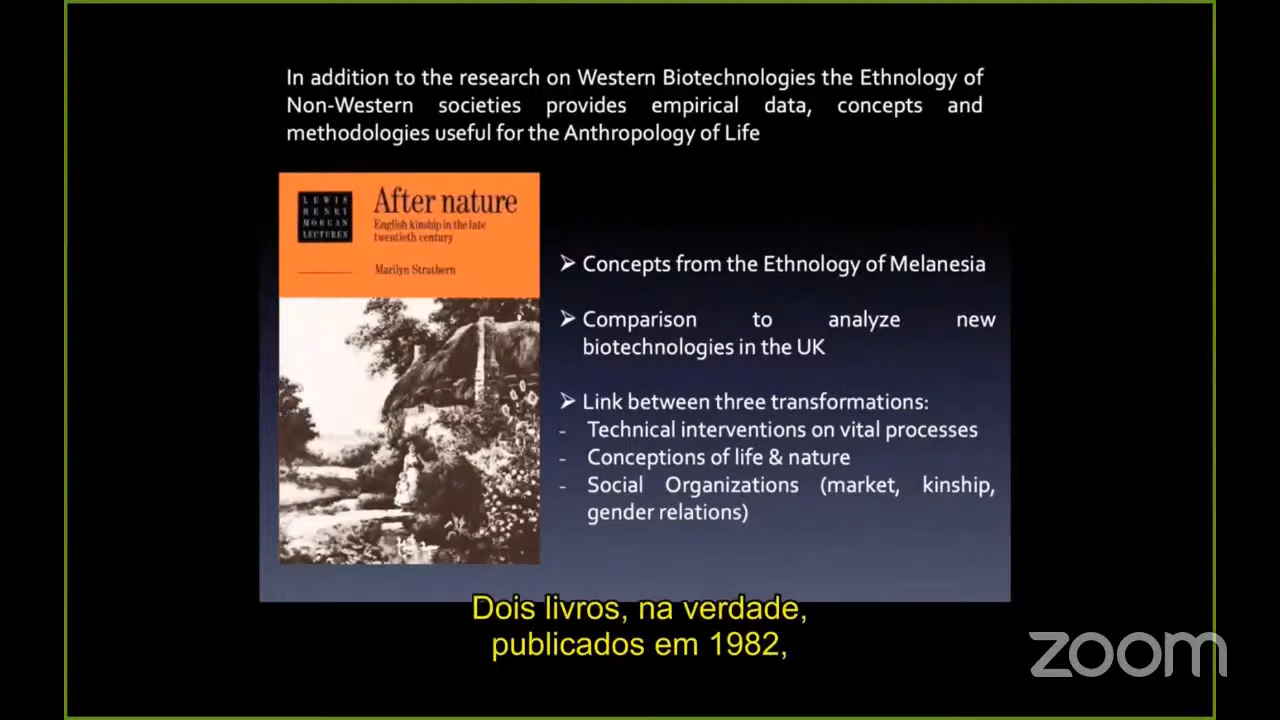 In addition to the research on Western Biotechnologies the Ethnology of
Non-Western societies provides empirical data, concepts and
methodologies useful for the Anthropology of Life
LEWIS
HENRY
MORGAN
LECTURES
After nature
English kinship in the late
twentieth century
Marilyn Strathern
➢ Concepts from the Ethnology of Melanesia
➢ Comparison to analyze new
biotechnologies in the UK
➢ Link between three transformations:
- Technical interventions on vital processes
- Conceptions of life & nature
- Social Organizations (market, kinship,
gender relations)
Dois livros, na verdade,
publicados em 1982,
zoom